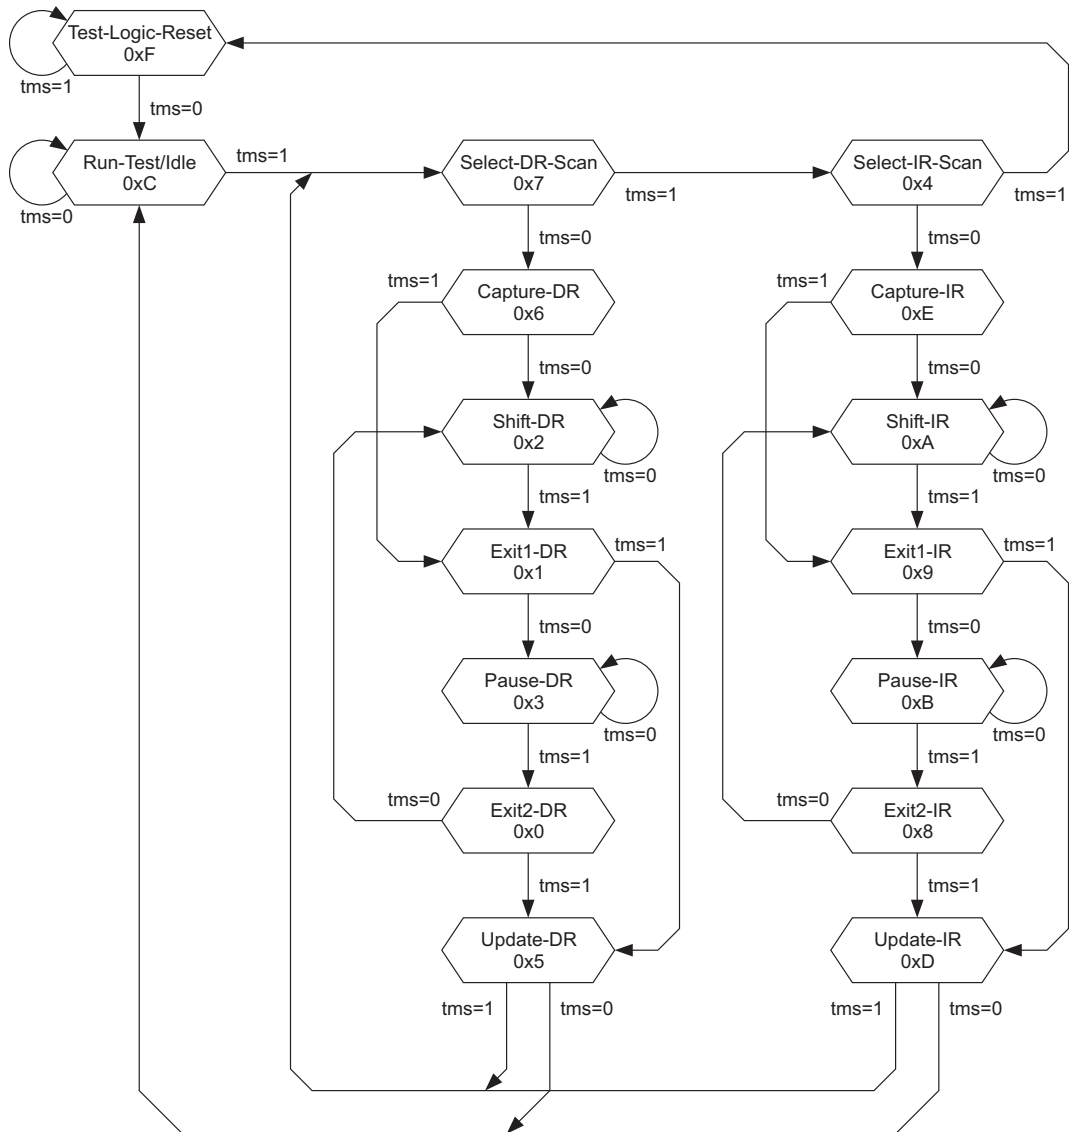 Test-Logic-Reset
0xF
tms=1
tms=0
Run-Test/Idle
0xC
tms=0
tms=1
Select-DR-Scan
0x7
tms=1
tms=0
Select-IR-Scan
0x4
tms=1
tms=0
tms=1
Capture-DR
0x6
tms=0
tms=1
Capture-IR
0xE
tms=0
Shift-DR
0x2
tms=0
tms=1
Shift-IR
0xA
tms=0
tms=1
Exit1-DR
0x1
tms=1
tms=0
Exit1-IR
0x9
tms=1
tms=0
Pause-DR
0x3
tms=0
tms=1
Pause-IR
0xB
tms=0
tms=1
tms=0
Exit2-DR
0x0
tms=1
tms=0
Exit2-IR
0x8
tms=1
Update-DR
0x5
tms=1
tms=0
Update-IR
0xD
tms=1
tms=0